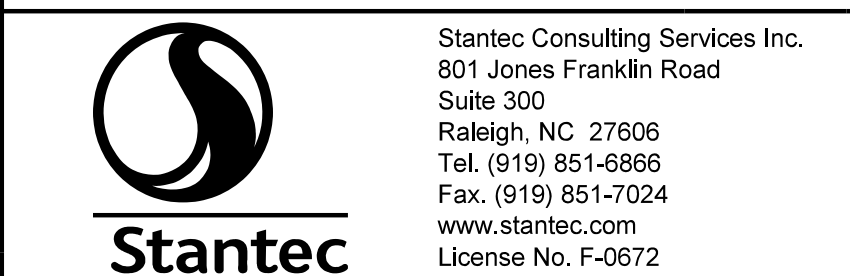 Stantec
Stantec Consulting Services Inc.
801 Jones Franklin Road
Suite 300
Raleigh, NC  27606
Tel. (919) 851-6866
Fax. (919) 851-7024
www.stantec.com
License No. F-0672